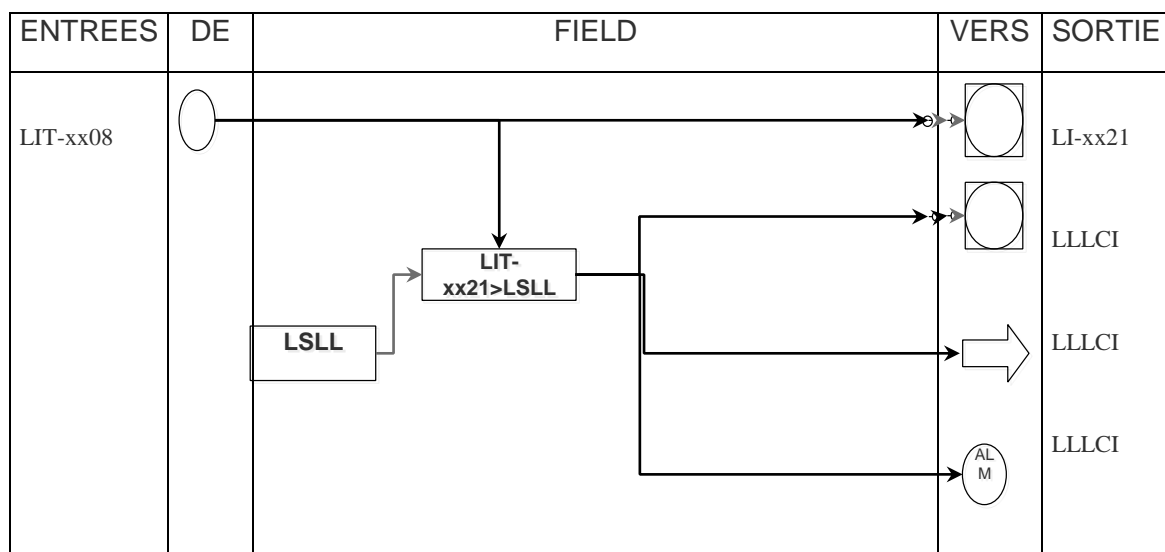 ENTREES DE FIELD VERS SORTIE
LIT-xx08
LI-xx21
LLLCI
LIT-
xx21>LSLL
LSLL
LLLCI
LLLCI
AL
M